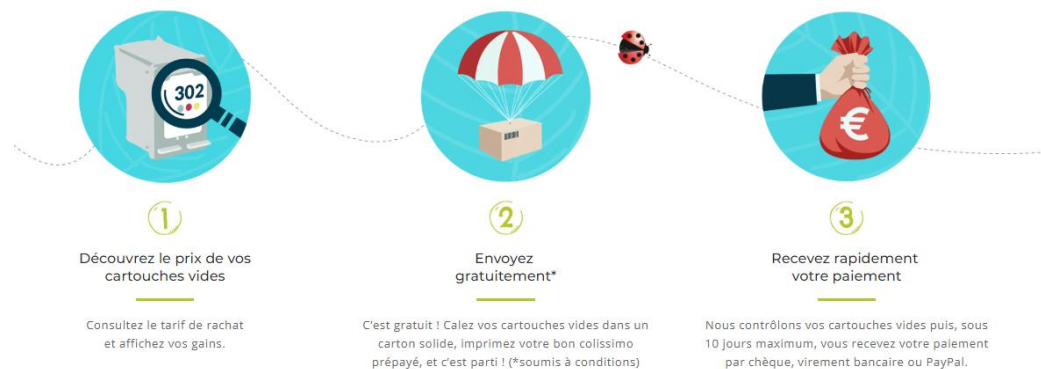 302
1
Découvrez le prix de vos
cartouches vides
Consultez le tarif de rachat
et affichez vos gains.
2
Envoyez
gratuitement*
C'est gratuit ! Calez vos cartouches vides dans un
carton solide, imprimez votre bon colissimo
prépayé, et c'est parti ! (*soumis à conditions)
€
3
Recevez rapidement
votre paiement
Nous contrôlons vos cartouches vides puis, sous
10 jours maximum, vous recevez votre paiement
par chèque, virement bancaire ou PayPal.